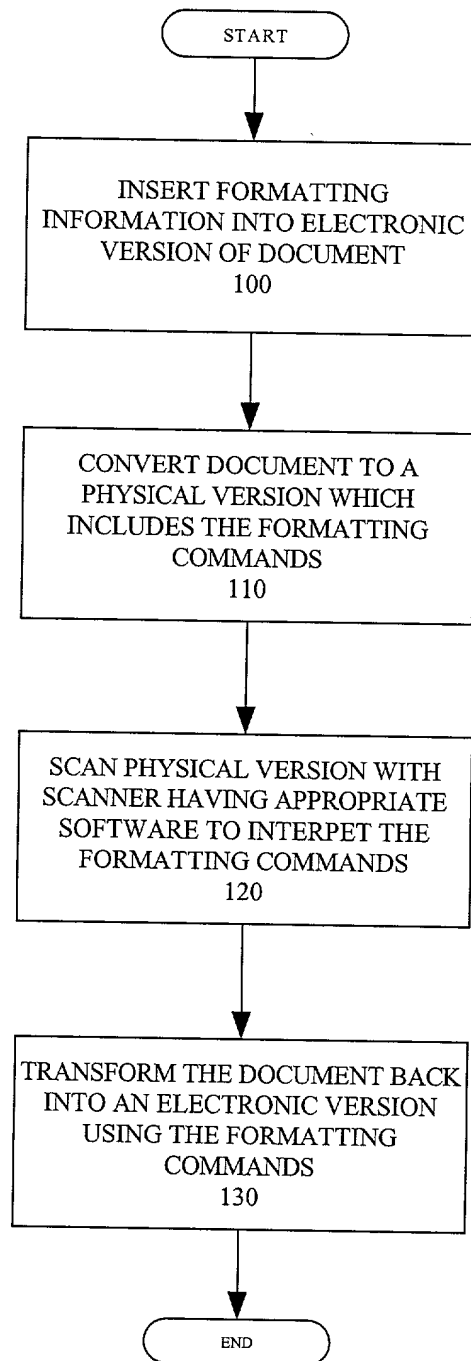 START
INSERT FORMATTING
INFORMATION INTO ELECTRONIC
VERSION OF DOCUMENT
100
CONVERT DOCUMENT TO A
PHYSICAL VERSION WHICH
INCLUDES THE FORMATTING
COMMANDS
110
SCAN PHYSICAL VERSION WITH
SCANNER HAVING APPROPRIATE
SOFTWARE TO INTERPET THE
FORMATTING COMMANDS
120
TRANSFORM THE DOCUMENT BACK
INTO AN ELECTRONIC VERSION
USING THE FORMATTING
COMMANDS
130
END